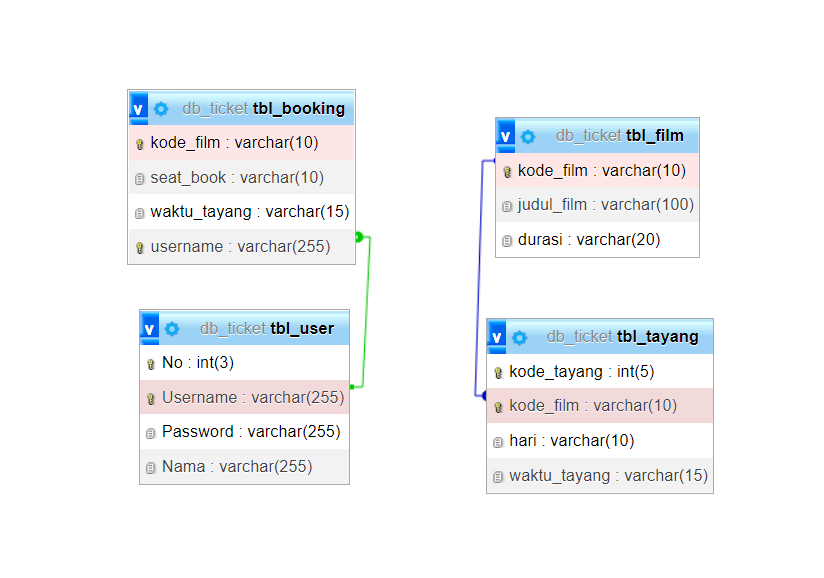 v db_ticket tbl_booking
kode_film : varchar(10)
seat_book : varchar(10)
waktu_tayang : varchar(15)
username : varchar(255)
v db_ticket tbl_user
No : int(3)
Username : varchar(255)
Password : varchar(255)
Nama : varchar(255)
v db_ticket tbl_film
kode_film : varchar(10)
judul_film : varchar(100)
durasi : varchar(20)
v db_ticket tbl_tayang
kode_tayang : int(5)
kode_film : varchar(10)
hari : varchar(10)
waktu_tayang : varchar(15)